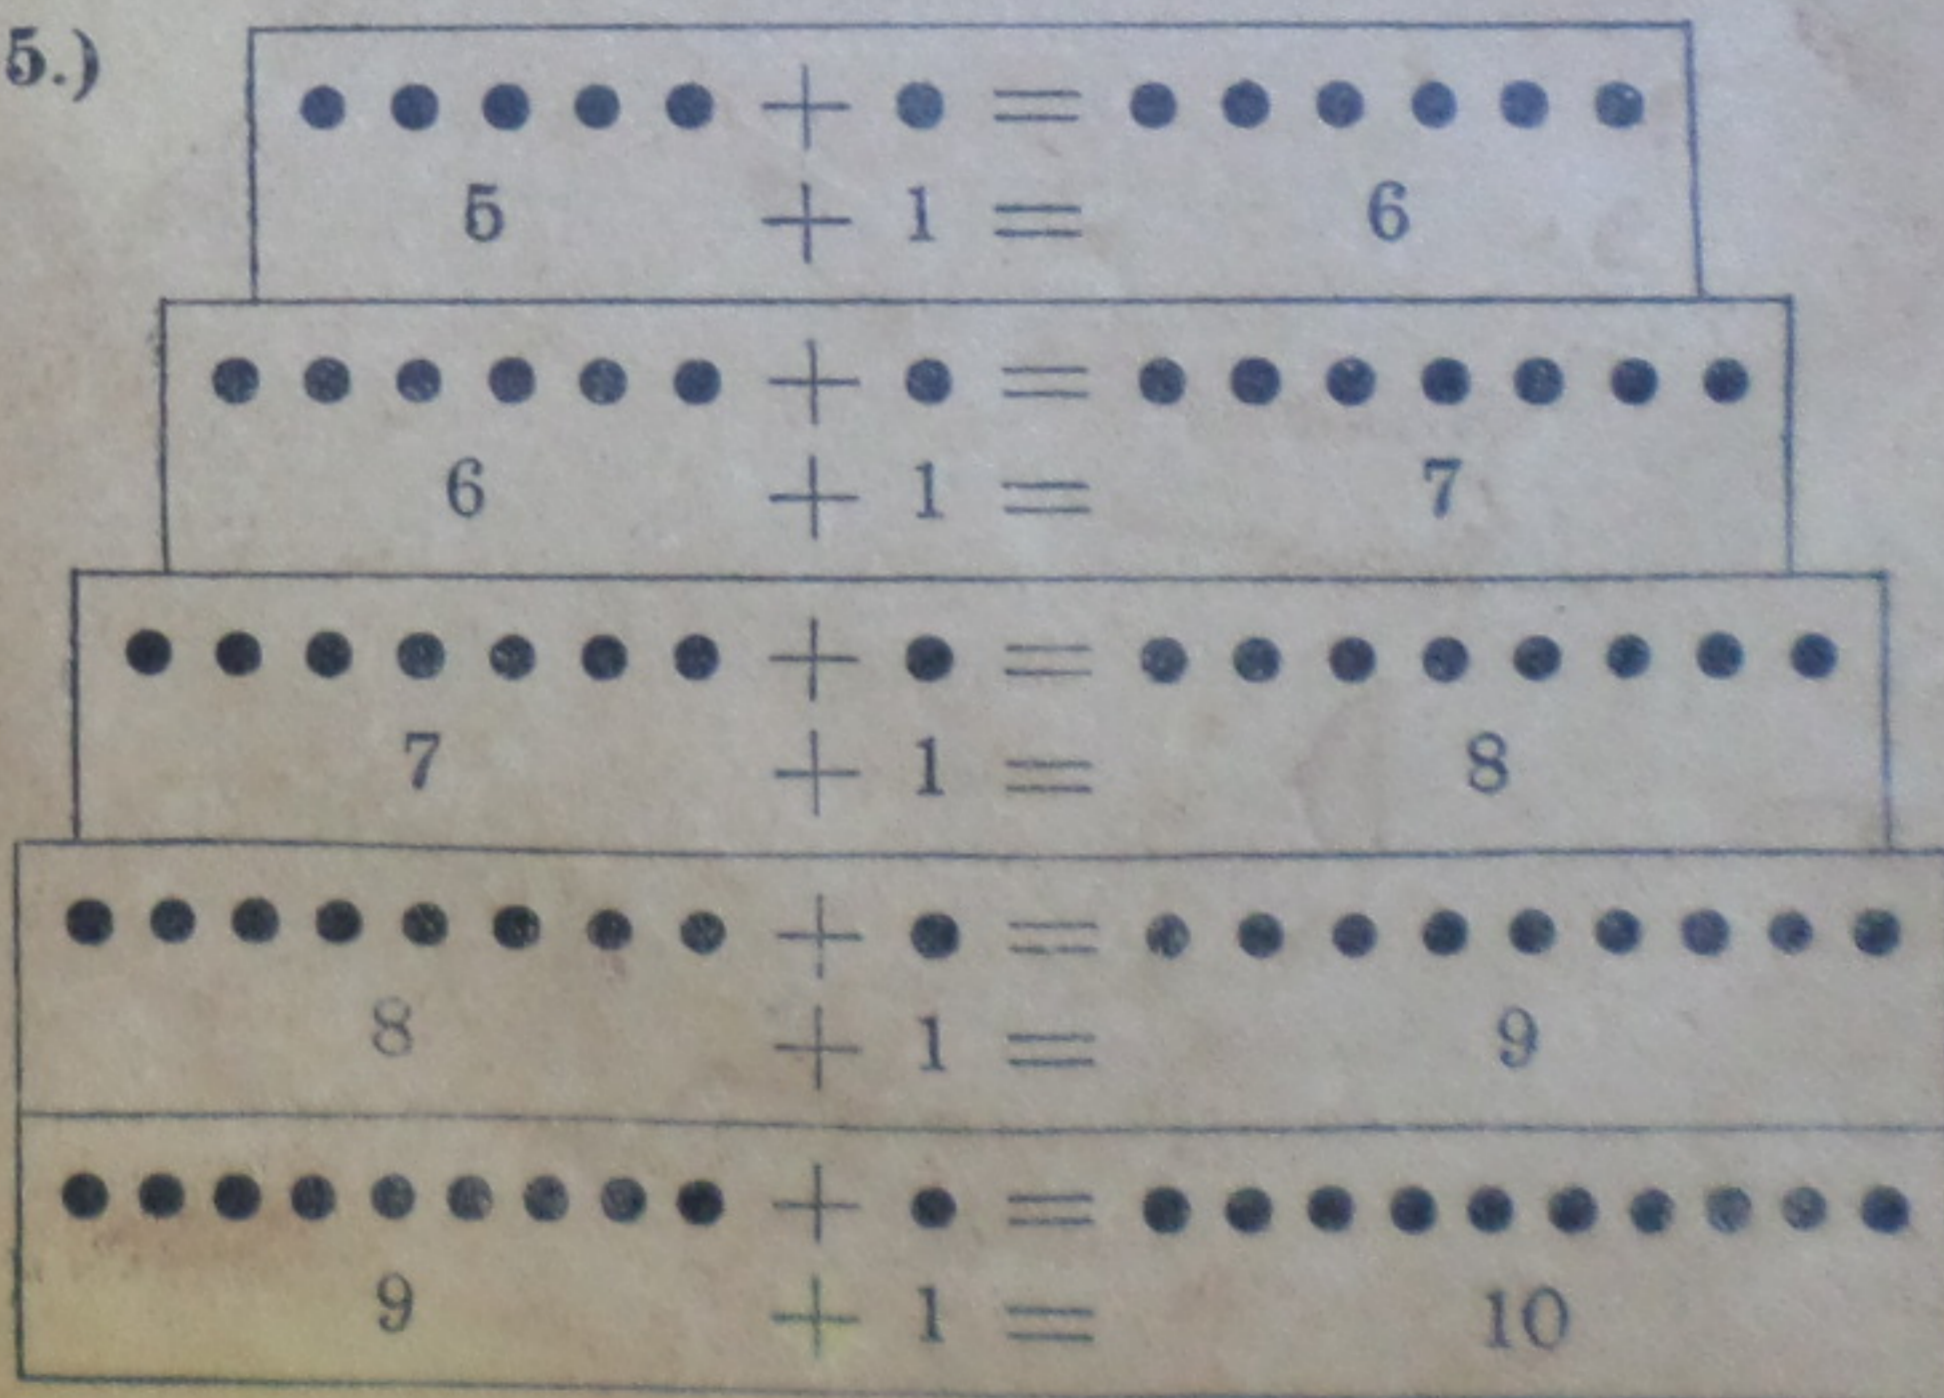 5.)
● ● ● ● ● + ● = ● ● ● ● ● ●
5 + 1 = 6
● ● ● ● ● ● + ● = ● ● ● ● ● ● ●
6 + 1 = 7
● ● ● ● ● ● ● + ● = ● ● ● ● ● ● ● ●
7 + 1 = 8
● ● ● ● ● ● ● ● + ● = ● ● ● ● ● ● ● ● ●
8 + 1 = 9
● ● ● ● ● ● ● ● ● + ● = ● ● ● ● ● ● ● ● ● ●
9 + 1 = 10